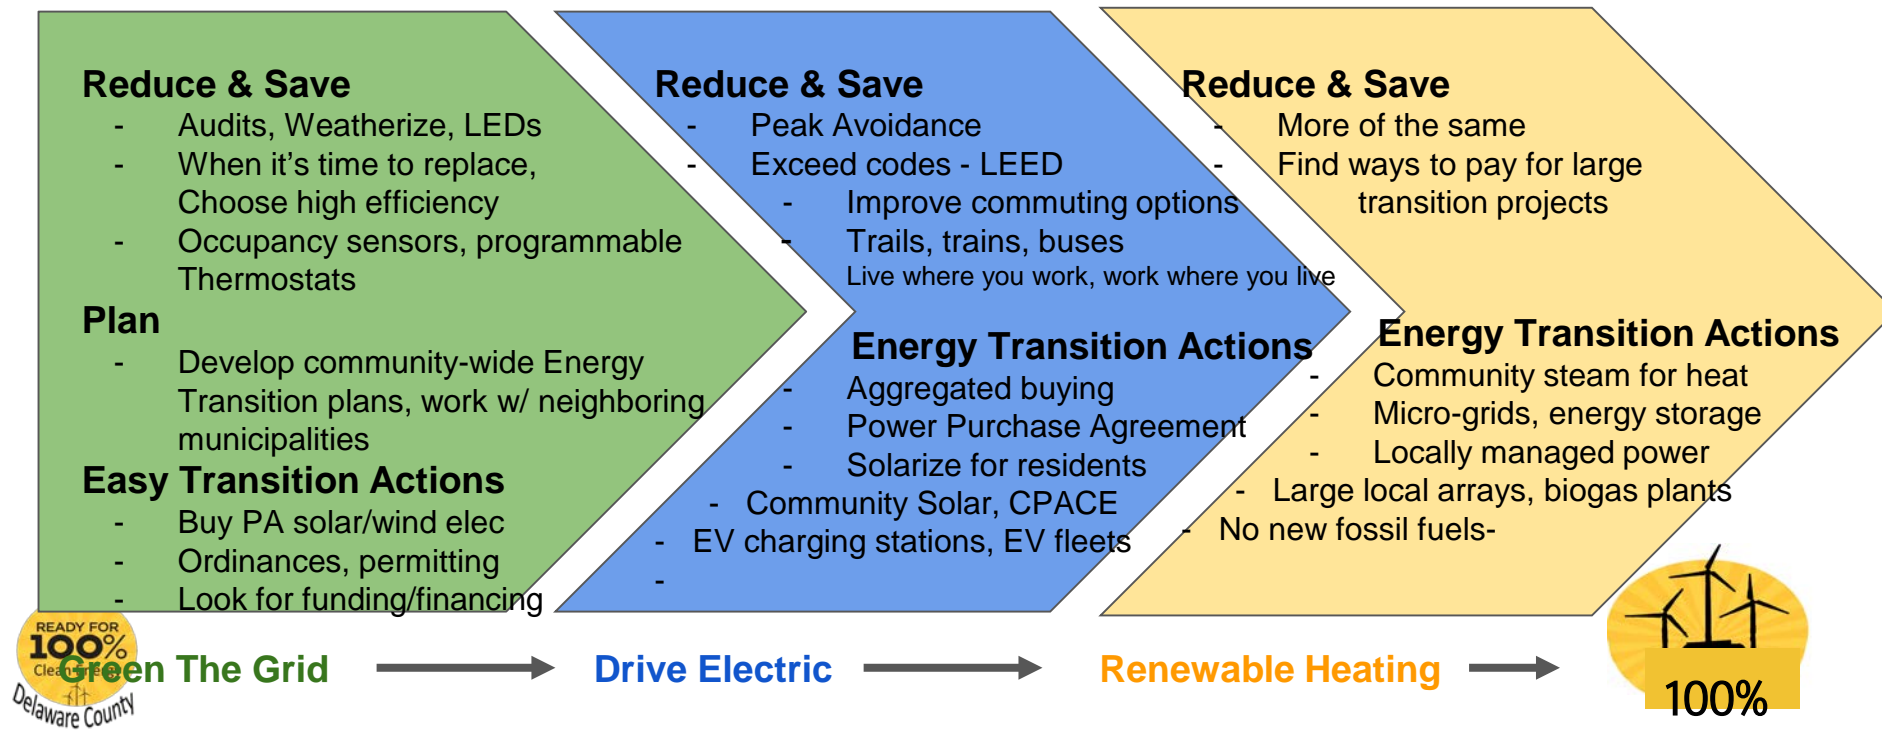 Reduce & Save
- Audits, Weatherize, LEDs
- When it's time to replace,
Choose high efficiency
- Occupancy sensors, programmable
Thermostats
Plan
- Develop community-wide Energy
Transition plans, work w/ neighboring
municipalities
Easy Transition Actions
- Buy PA solar/wind elec
- Ordinances, permitting
- Look for funding/financing
Reduce & Save
- Peak Avoidance
- Exceed codes - LEED
- Improve commuting options
- Trails, trains, buses
Live where you work, work where you live
Energy Transition Actions
- Aggregated buying
- Power Purchase Agreement
- Solarize for residents
- Community Solar, CPACE
- EV charging stations, EV fleets
-
Reduce & Save
- More of the same
- Find ways to pay for large
transition projects
Energy Transition Actions
- Community steam for heat
- Micro-grids, energy storage
- Locally managed power
- Large local arrays, biogas plants
- No new fossil fuels-
READY FOR
100%
Clean Energy
Delaware County
Green The Grid
Drive Electric
Renewable Heating
100%